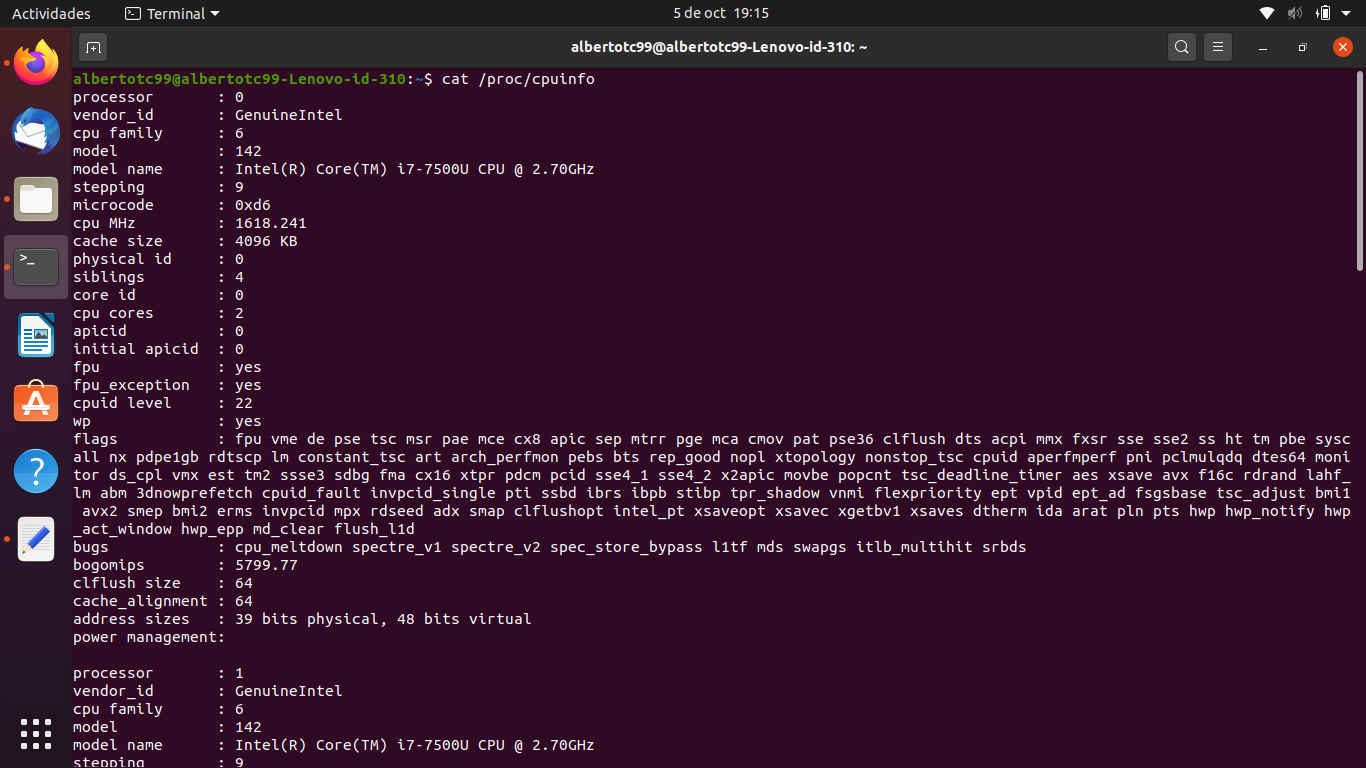 Actividades
Terminal
5 de oct 19:15
albertotc99@albertotc99-Lenovo-id-310: ~
albertotc99@albertotc99-Lenovo-id-310:~$ cat /proc/cpuinfo
processor       : 0
vendor_id       : GenuineIntel
cpu family      : 6
model           : 142
model name      : Intel(R) Core(TM) i7-7500U CPU @ 2.70GHz
stepping        : 9
microcode       : 0xd6
cpu MHz         : 1618.241
cache size      : 4096 KB
physical id     : 0
siblings        : 4
core id         : 0
cpu cores       : 2
apicid          : 0
initial apicid  : 0
fpu             : yes
fpu_exception   : yes
cpuid level     : 22
wp              : yes
flags           : fpu vme de pse tsc msr pae mce cx8 apic sep mtrr pge mca cmov pat pse36 clflush dts acpi mmx fxsr sse sse2 ss ht tm pbe sysc
all nx pdpe1gb rdtscp lm constant_tsc art arch_perfmon pebs bts rep_good nopl xtopology nonstop_tsc cpuid aperfmperf pni pclmulqdq dtes64 moni
tor ds_cpl vmx est tm2 ssse3 sdbg fma cx16 xtpr pdcm pcid sse4_1 sse4_2 x2apic movbe popcnt tsc_deadline_timer aes xsave avx f16c rdrand lahf_
lm abm 3dnowprefetch cpuid_fault invpcid_single pti ssbd ibrs ibpb stibp tpr_shadow vnmi flexpriority ept vpid ept_ad fsgsbase tsc_adjust bmi1
 avx2 smep bmi2 erms invpcid mpx rdseed adx smap clflushopt intel_pt xsaveopt xsavec xgetbv1 xsaves dtherm ida arat pln pts hwp hwp_notify hwp
_act_window hwp_epp md_clear flush_l1d
bugs            : cpu_meltdown spectre_v1 spectre_v2 spec_store_bypass l1tf mds swapgs itlb_multihit srbds
bogomips        : 5799.77
clflush size    : 64
cache_alignment : 64
address sizes   : 39 bits physical, 48 bits virtual
power management:

processor       : 1
vendor_id       : GenuineIntel
cpu family      : 6
model           : 142
model name      : Intel(R) Core(TM) i7-7500U CPU @ 2.70GHz
stepping        : 9